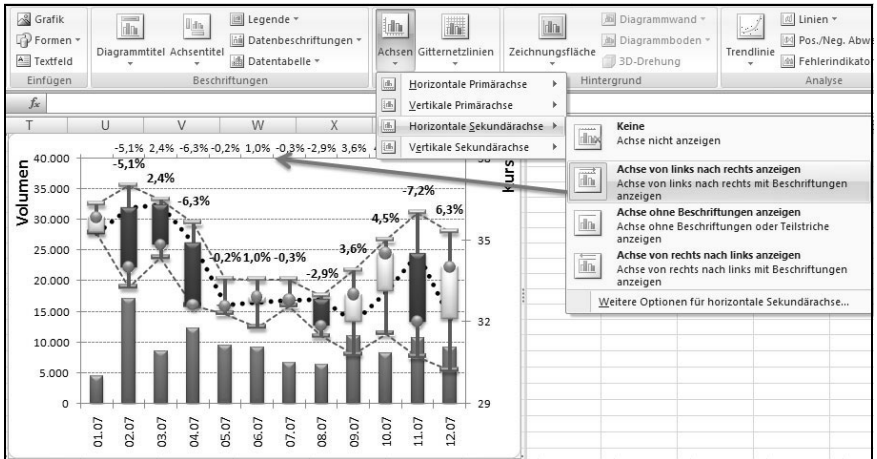 Grafik
Formen
Textfeld
Einfügen
Diagrammtitel
Achsentitel
Legende
Datenbeschriftungen
Datentabelle
Beschriftungen
Achsen
Gitternetzlinien
Zeichnungsfläche
Diagrammwand
Diagrammboden
3D-Drehung
Hintergrund
Trendlinie
Linien
Pos./Neg. Abwe
Fehlerindikato
Analyse
Horizontale Primärachse
Vertikale Primärachse
Horizontale Sekundärachse
Vertikale Sekundärachse
Keine
Achse nicht anzeigen
Achse von links nach rechts anzeigen
Achse von links nach rechts mit Beschriftungen
anzeigen
Achse ohne Beschriftungen anzeigen
Achse ohne Beschriftungen oder Teilstriche
anzeigen
Achse von rechts nach links anzeigen
Achse von rechts nach links mit Beschriftungen
anzeigen
Weitere Optionen für horizontale Sekundärachse...
fx
T U V W X
-5,1% 2,4% -6,3% -0,2% 1,0% -0,3% -2,9% 3,6%
Volumen
kurs
40.000
35.000
30.000
25.000
20.000
15.000
10.000
5.000
0
-5,1%
2,4%
-6,3%
-0,2%
1,0%
-0,3%
-2,9%
3,6%
4,5%
-7,2%
6,3%
35
32
29
01.07 02.07 03.07 04.07 05.07 06.07 07.07 08.07 09.07 10.07 11.07 12.07